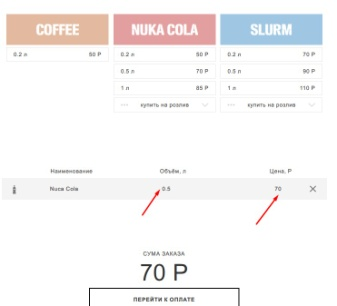 COFFEE NUKA COLA SLURM
0.2 л 50 Р 0.2 л 50 Р 0.2 л 70 Р
0.5 л 70 Р 0.5 л 90 Р
1 л 85 Р 1 л 110 Р
--- купить на розлив --- купить на розлив
Наименование Объём, л Цена, Р
Nuca Cola 0.5 70 ×
СУМА ЗАКАЗА
70 Р
ПЕРЕЙТИ К ОПЛАТЕ